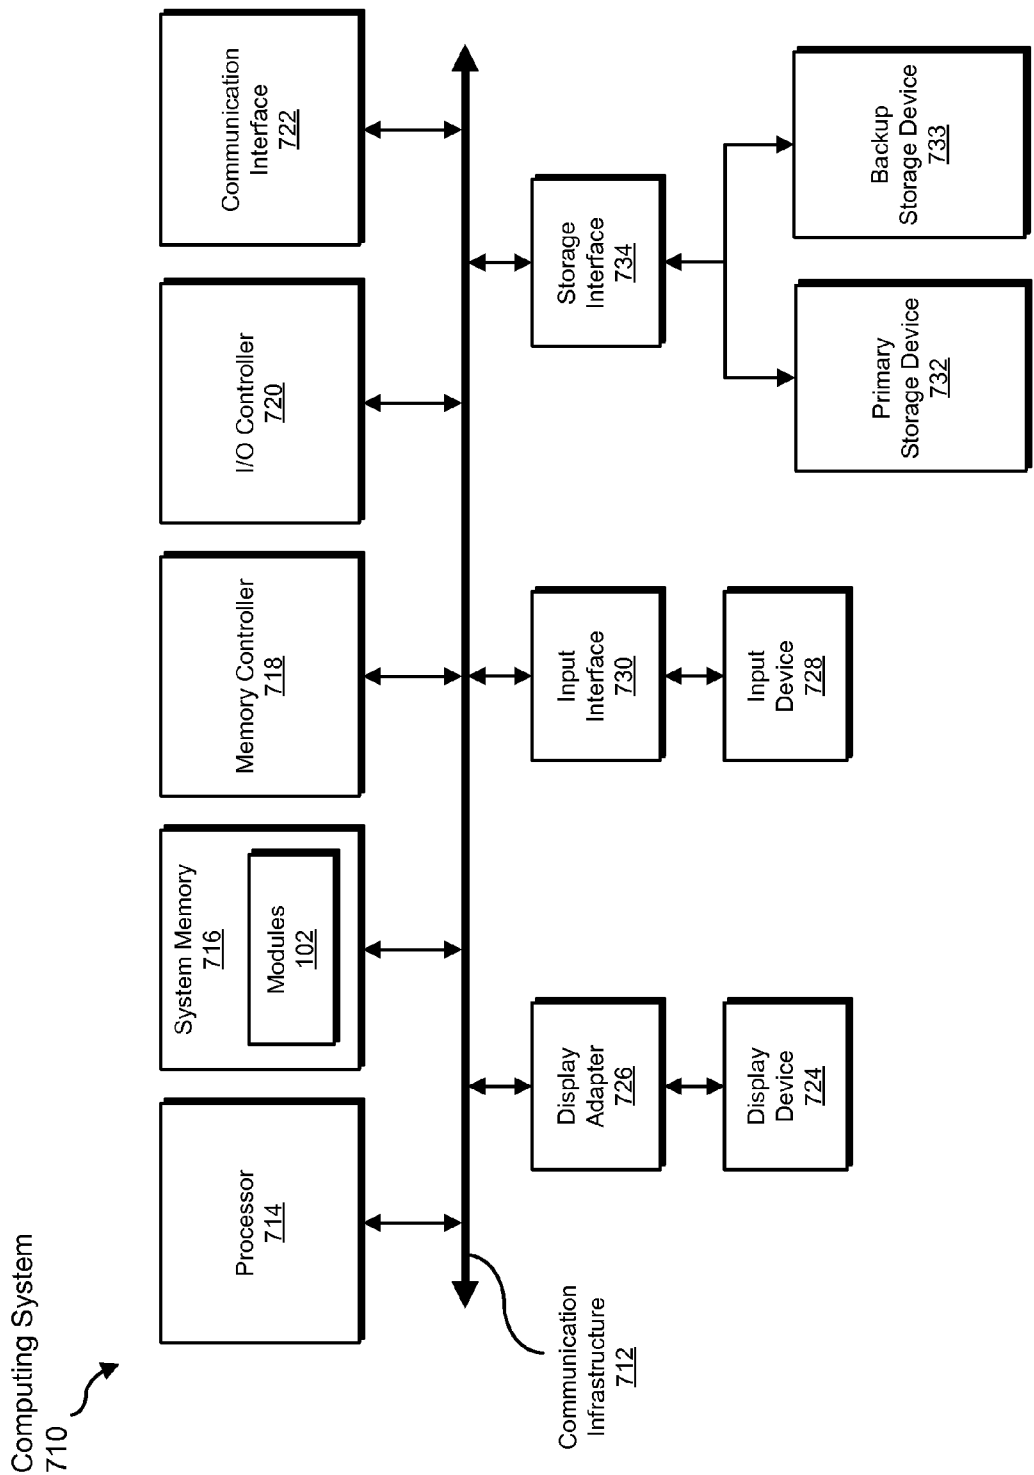 Computing System
710
Processor
714
System Memory
716
Modules
102
Memory Controller
718
I/O Controller
720
Communication
Interface
722
Communication
Infrastructure
712
Display
Adapter
726
Input
Interface
730
Storage
Interface
734
Display
Device
724
Input
Device
728
Primary
Storage Device
732
Backup
Storage Device
733